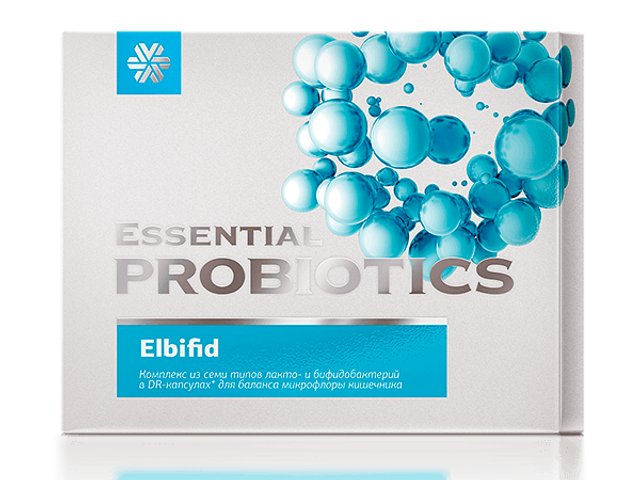 ESSENTIAL
PROBIOTICS
Elbifid
Комплекс из семи типов лакто- и бифидобактерий
в DR-капсулах* для баланса микрофлоры кишечника